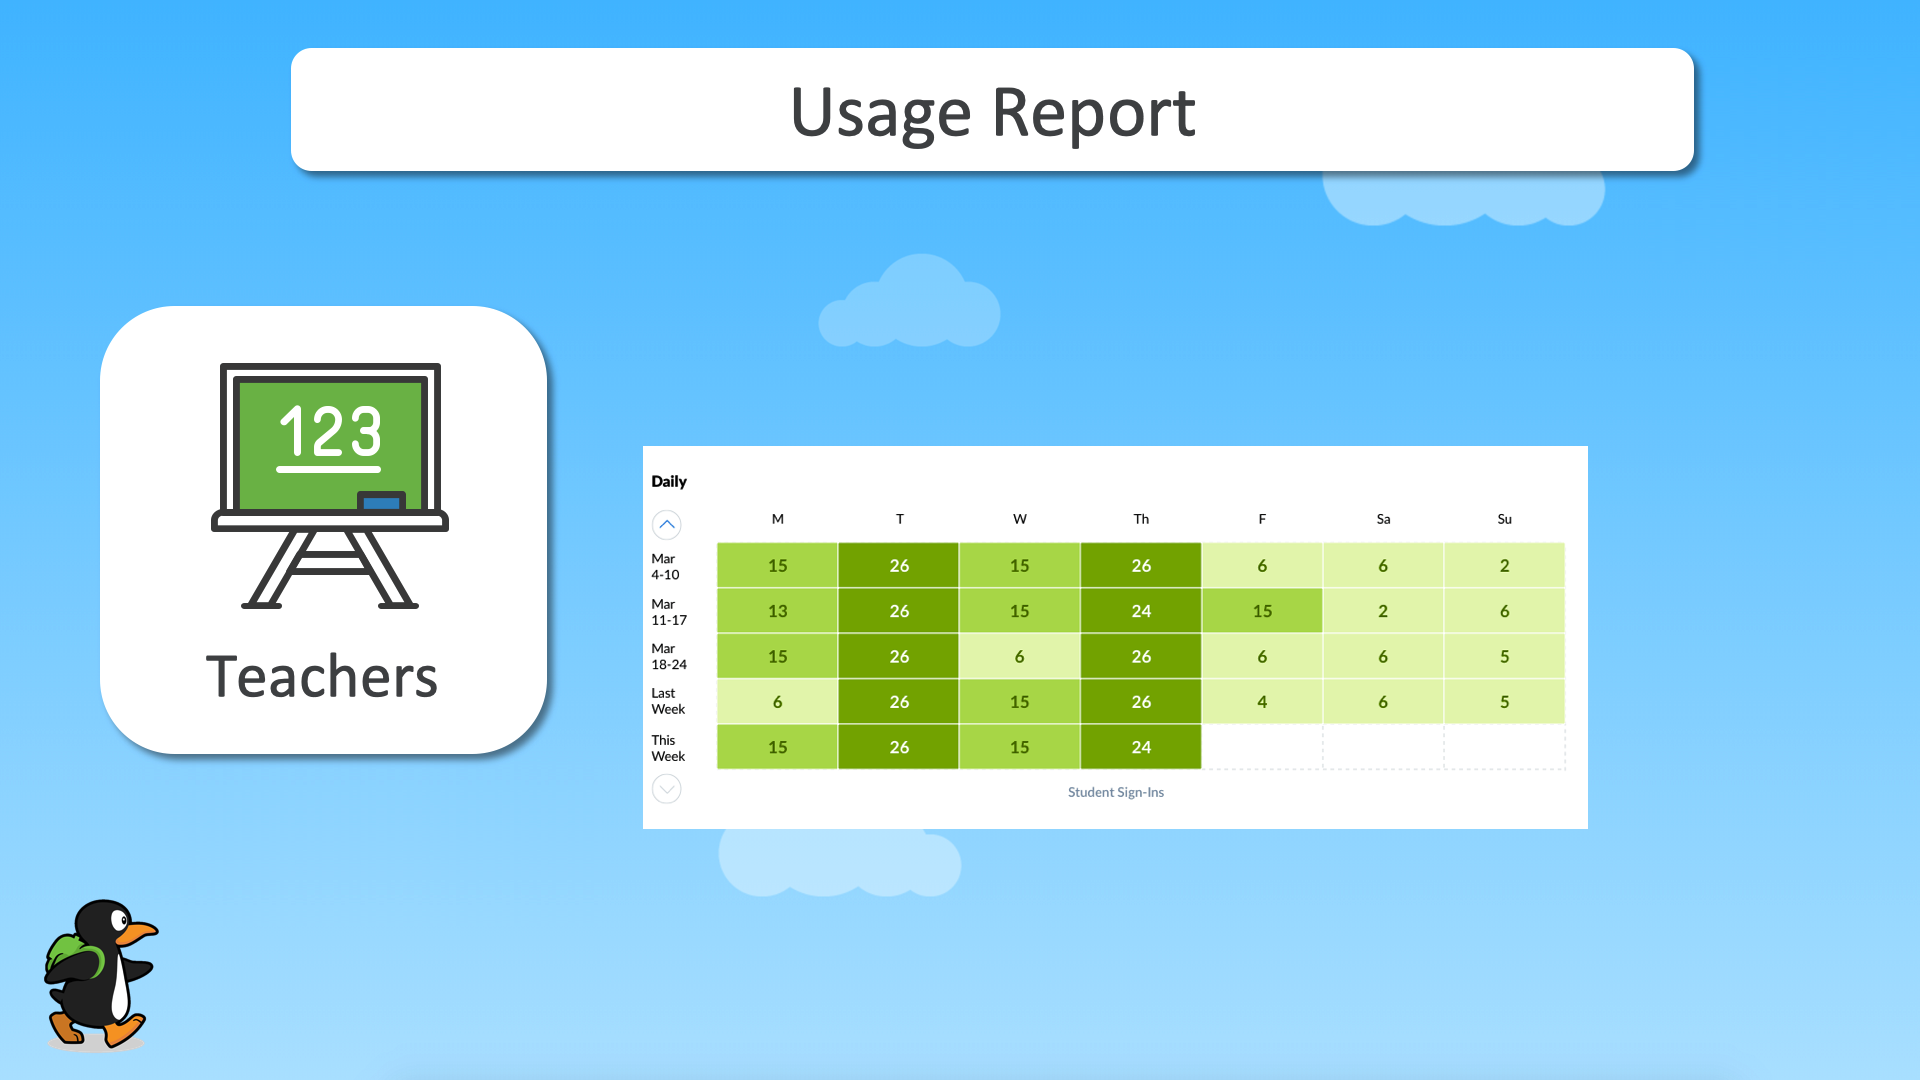 Usage Report
123
Teachers
Daily
M T W Th F Sa Su
Mar
4-10
15 26 15 26 6 6 2
Mar
11-17
13 26 15 24 15 2 6
Mar
18-24
15 26 6 26 6 6 5
Last
Week
6 26 15 26 4 6 5
This
Week
15 26 15 24
Student Sign-Ins